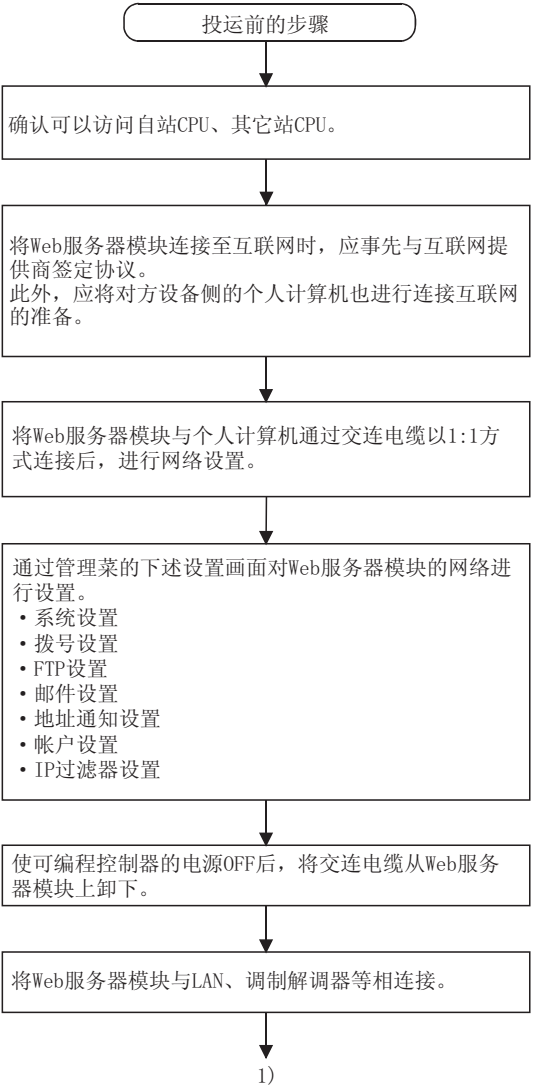 投运前的步骤
确认可以访问自站CPU、其它站CPU。
将Web服务器模块连接至互联网时，应事先与互联网提
供商签定协议。
此外，应将对方设备侧的个人计算机也进行连接互联网
的准备。
将Web服务器模块与个人计算机通过交连电缆以1:1方
式连接后，进行网络设置。
通过管理菜的下述设置画面对Web服务器模块的网络进
行设置。
•系统设置
•拨号设置
•FTP设置
•邮件设置
•地址通知设置
•帐户设置
•IP过滤器设置
使可编程控制器的电源OFF后，将交连电缆从Web服务
器模块上卸下。
将Web服务器模块与LAN、调制解调器等相连接。
1)